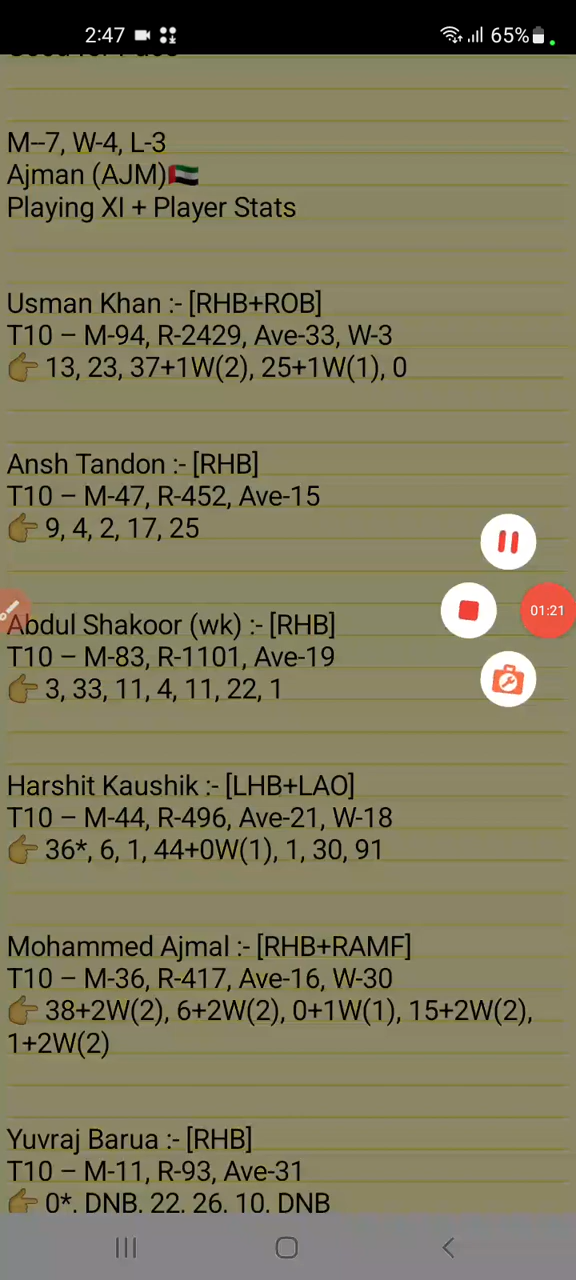 2:47
65%
M--7, W-4, L-3
Ajman (AJM)🇦🇪
Playing XI + Player Stats
Usman Khan :- [RHB+ROB]
T10 – M-94, R-2429, Ave-33, W-3
👉 13, 23, 37+1W(2), 25+1W(1), 0
Ansh Tandon :- [RHB]
T10 – M-47, R-452, Ave-15
👉 9, 4, 2, 17, 25
01:21
Abdul Shakoor (wk) :- [RHB]
T10 – M-83, R-1101, Ave-19
👉 3, 33, 11, 4, 11, 22, 1
Harshit Kaushik :- [LHB+LAO]
T10 – M-44, R-496, Ave-21, W-18
👉 36*, 6, 1, 44+0W(1), 1, 30, 91
Mohammed Ajmal :- [RHB+RAMF]
T10 – M-36, R-417, Ave-16, W-30
👉 38+2W(2), 6+2W(2), 0+1W(1), 15+2W(2),
1+2W(2)
Yuvraj Barua :- [RHB]
T10 – M-11, R-93, Ave-31
👉 0*, DNB, 22, 26, 10, DNB